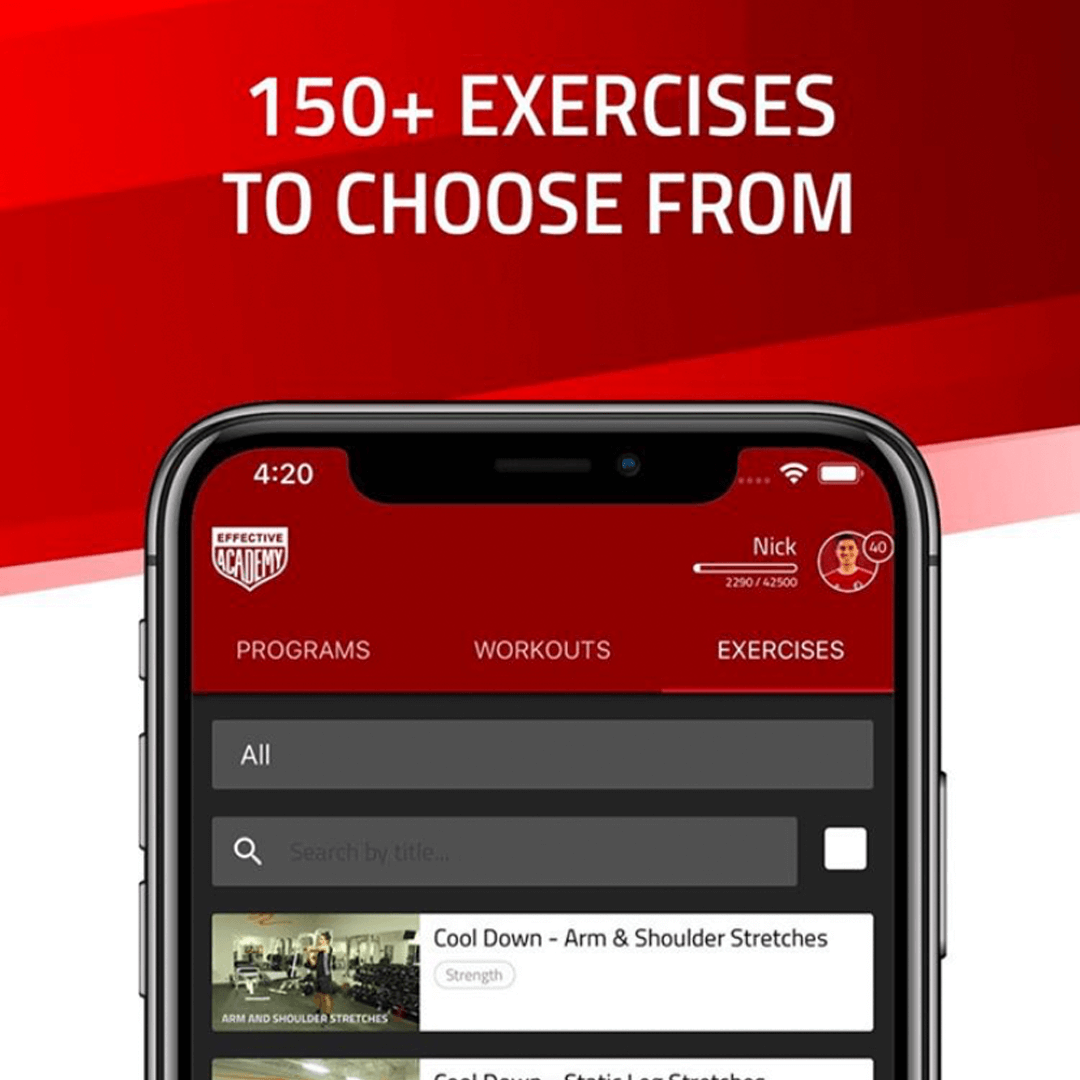 150+ EXERCISES
TO CHOOSE FROM
4:20
EFFECTIVE
ACADEMY
Nick
40
2290 / 42500
PROGRAMS WORKOUTS EXERCISES
All
Search by title...
Cool Down - Arm & Shoulder Stretches
Strength
ARM AND SHOULDER STRETCHES
Cool Down - Static Leg Stretches